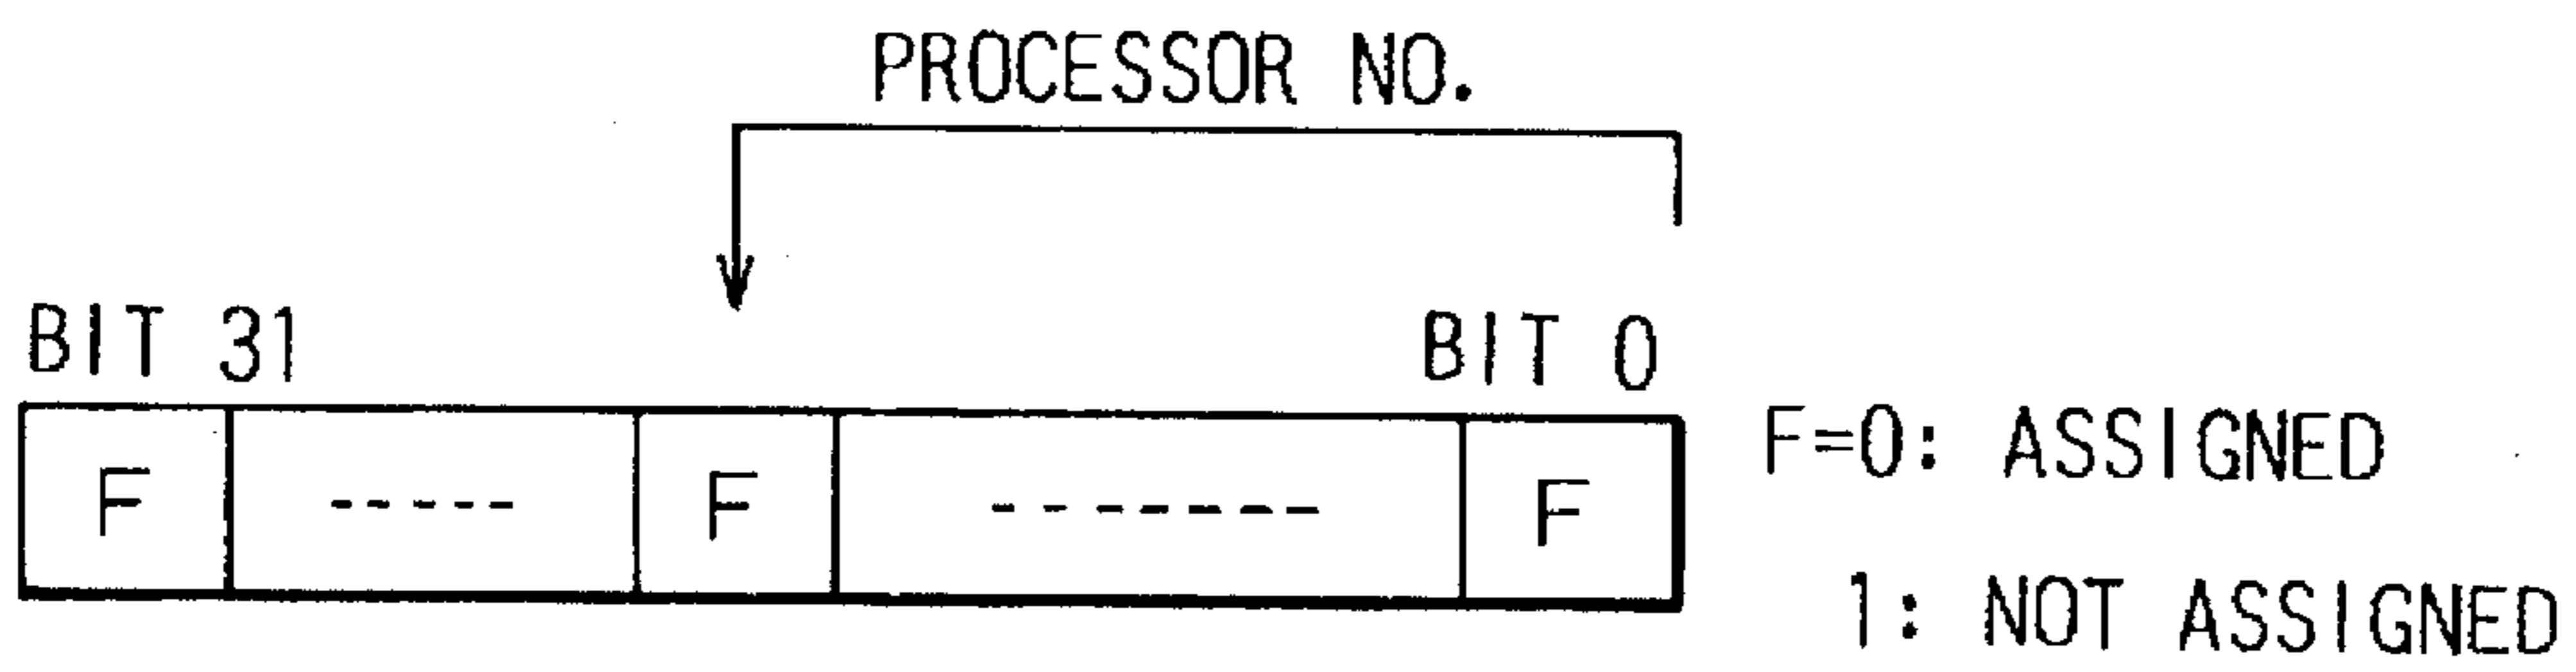 PROCESSOR NO.
BIT 31 BIT 0
F ----- F ------- F
F=0: ASSIGNED
1: NOT ASSIGNED